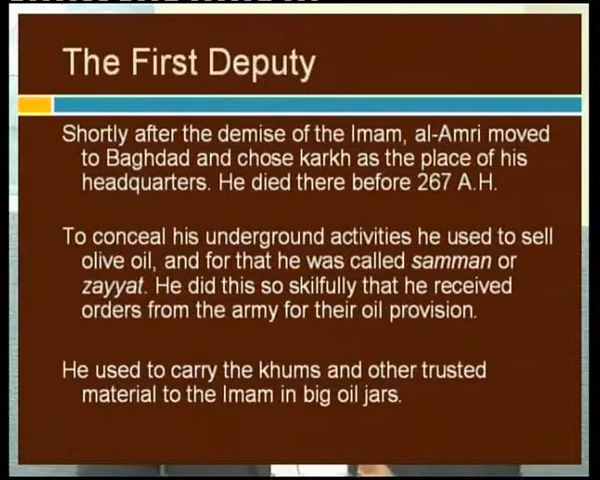 The First Deputy
Shortly after the demise of the Imam, al-Amri moved
to Baghdad and chose karkh as the place of his
headquarters. He died there before 267 A.H.
To conceal his underground activities he used to sell
olive oil, and for that he was called samman or
zayyat. He did this so skilfully that he received
orders from the army for their oil provision.
He used to carry the khums and other trusted
material to the Imam in big oil jars.